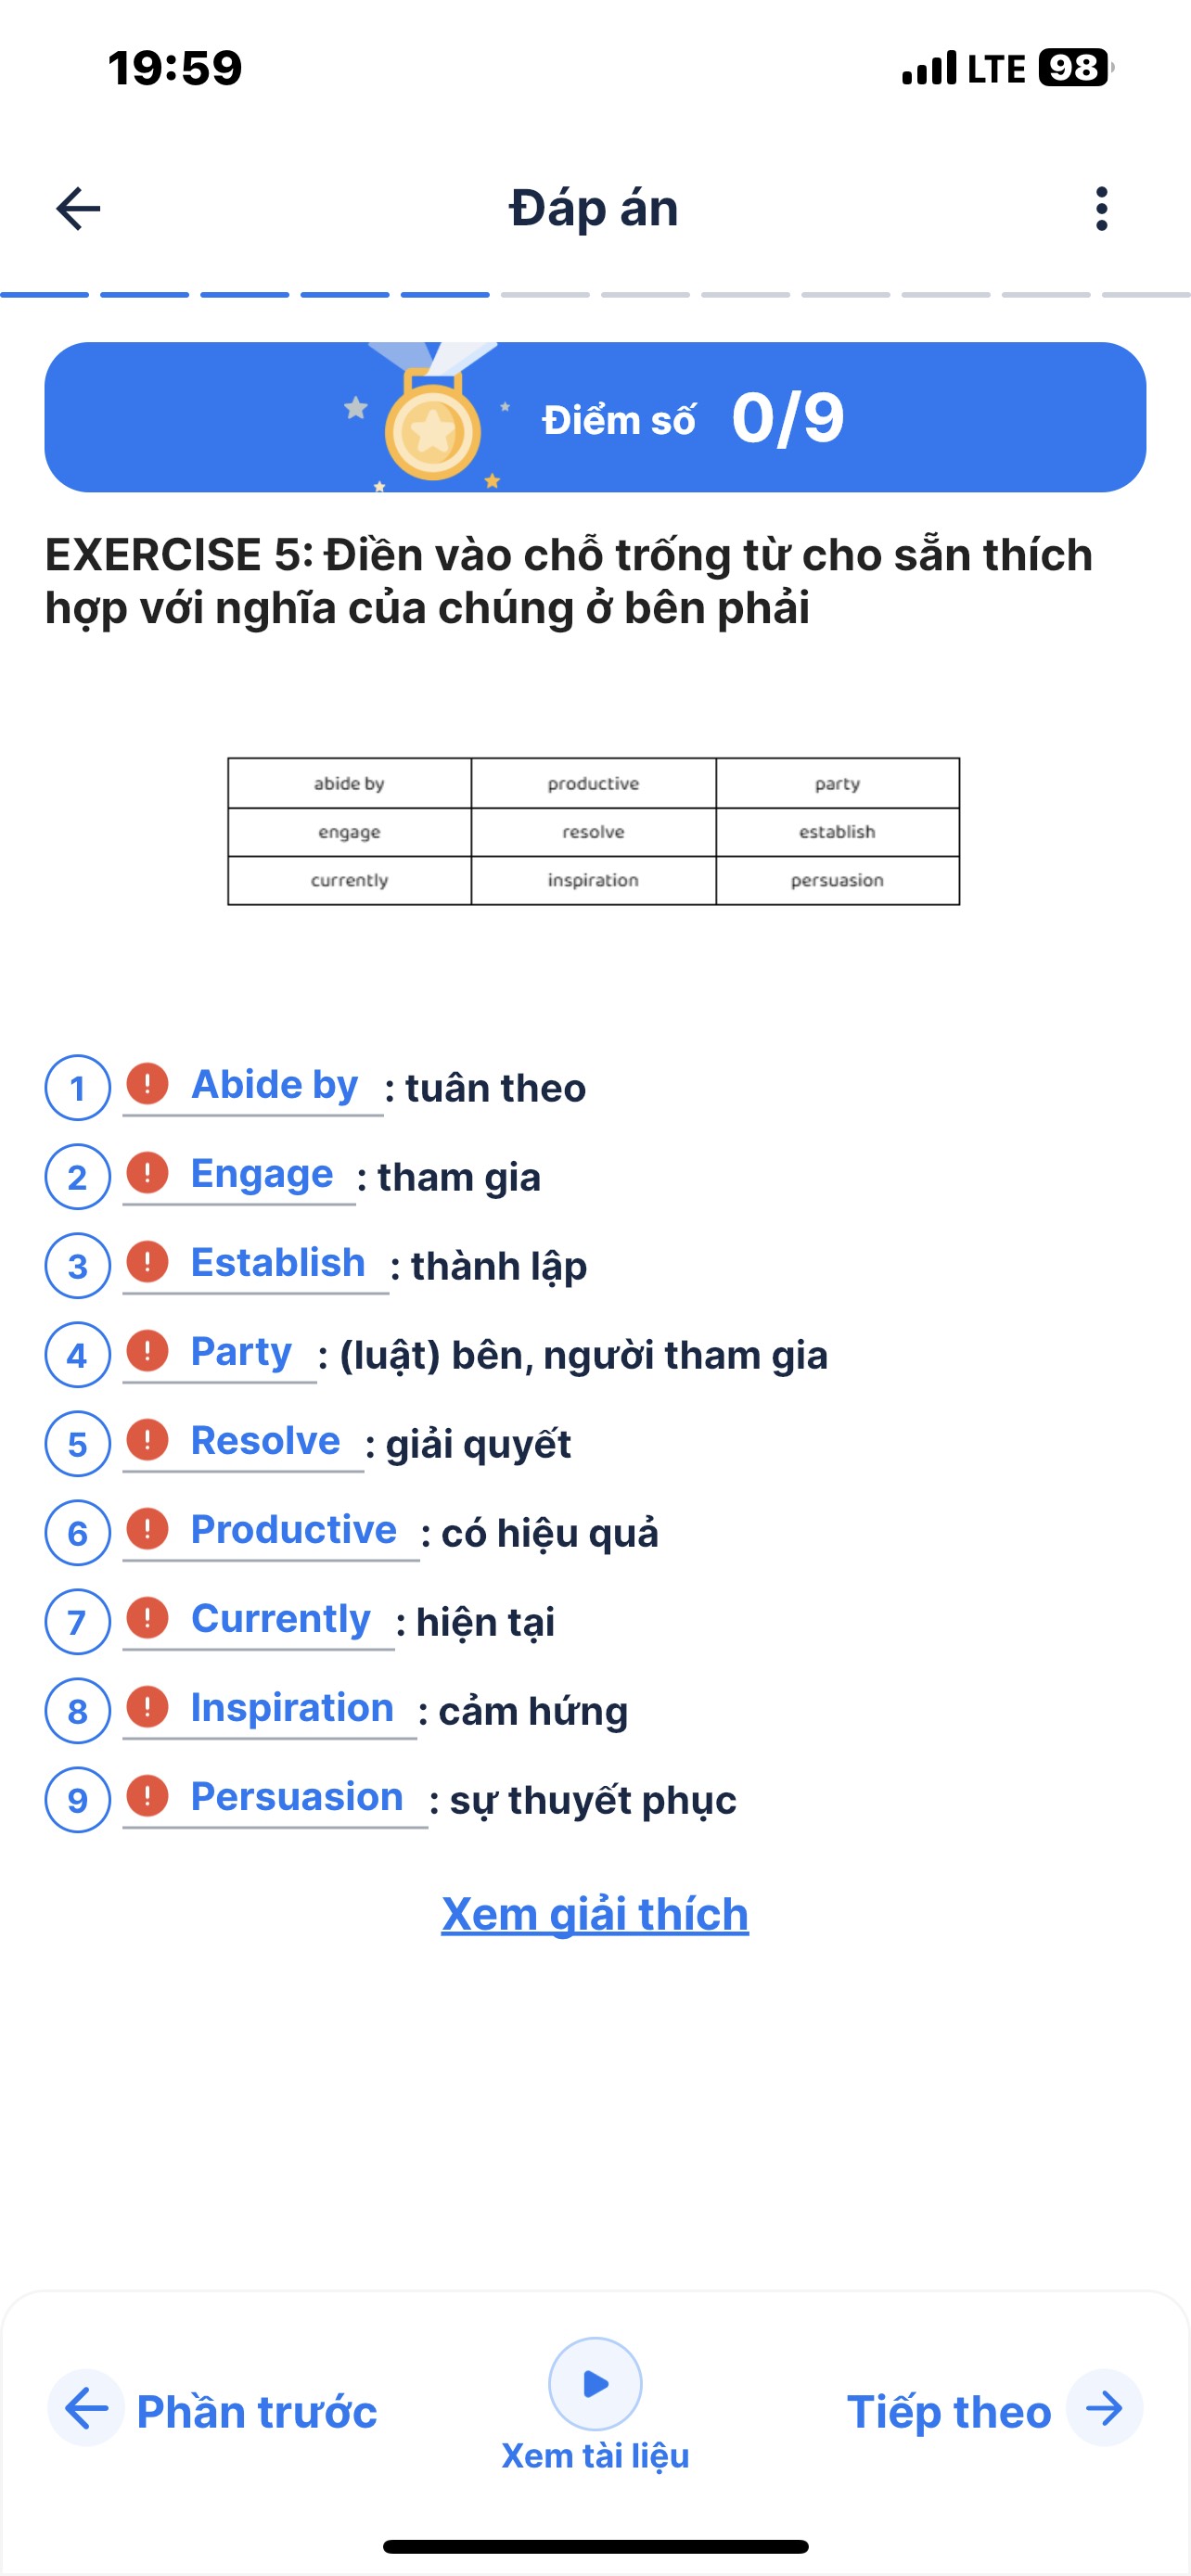 19:59
LTE 98
Đáp án
Điểm số 0/9
EXERCISE 5: Điền vào chỗ trống từ cho sẵn thích
hợp với nghĩa của chúng ở bên phải
abide by productive party
engage resolve establish
currently inspiration persuasion
1 Abide by : tuân theo
2 Engage : tham gia
3 Establish : thành lập
4 Party : (luật) bên, người tham gia
5 Resolve : giải quyết
6 Productive : có hiệu quả
7 Currently : hiện tại
8 Inspiration : cảm hứng
9 Persuasion : sự thuyết phục
Xem giải thích
Phần trước
Xem tài liệu
Tiếp theo